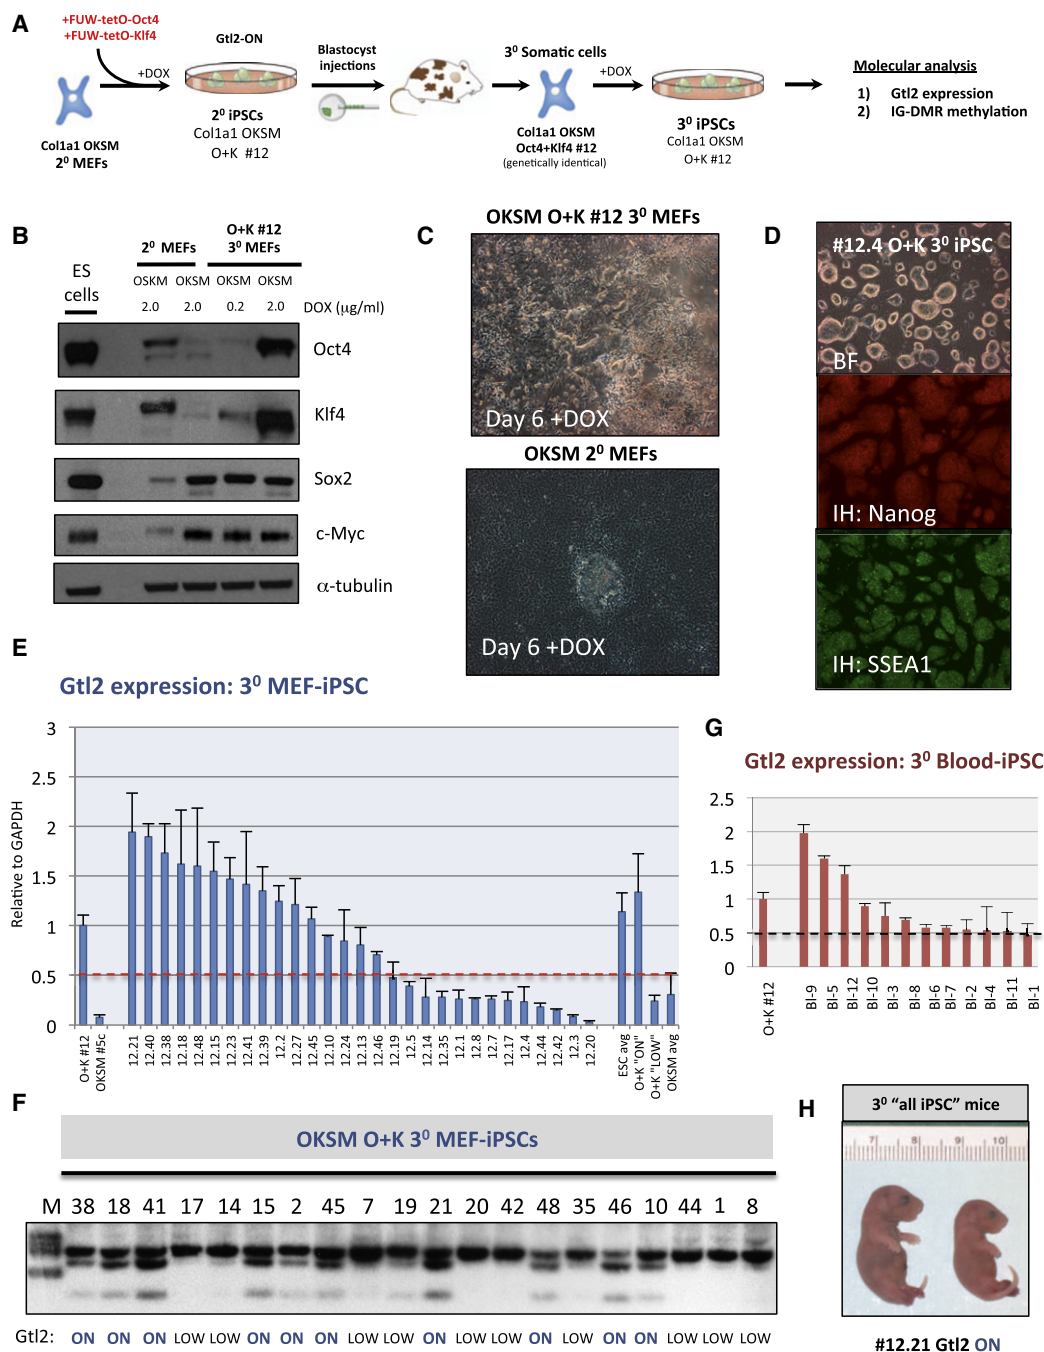 A
+FUW-tetO-Oct4
+FUW-tetO-Klf4
+DOX
Col1a1 OKSM
2⁰ MEFs
Gtl2-ON
2⁰ iPSCs
Col1a1 OKSM
O+K #12
Blastocyst
injections
3⁰ Somatic cells
+DOX
Col1a1 OKSM
Oct4+Klf4 #12
(genetically identical)
3⁰ iPSCs
Col1a1 OKSM
O+K #12
Molecular analysis
1) Gtl2 expression
2) IG-DMR methylation
B
O+K #12
2⁰ MEFs 3⁰ MEFs
ES
cells
OSKM OKSM OKSM OKSM
2.0 2.0 0.2 2.0 DOX (µg/ml)
Oct4
Klf4
Sox2
c-Myc
α-tubulin
C
OKSM O+K #12 3⁰ MEFs
Day 6 +DOX
OKSM 2⁰ MEFs
Day 6 +DOX
D
#12.4 O+K 3⁰ iPSC
BF
IH: Nanog
IH: SSEA1
E
Gtl2 expression: 3⁰ MEF-iPSC
Relative to GAPDH
3
2.5
2
1.5
1
0.5
0
O+K #12 OKSM #5c 12.21 12.40 12.38 12.18 12.48 12.15 12.23 12.41 12.39 12.2 12.27 12.45 12.10 12.24 12.13 12.46 12.19 12.5 12.14 12.35 12.1 12.8 12.7 12.17 12.4 12.44 12.42 12.3 12.20 ESC avg O+K "ON" O+K "LOW" OKSM avg
G
Gtl2 expression: 3⁰ Blood-iPSC
2.5
2
1.5
1
0.5
0
O+K #12 Bl-9 Bl-5 Bl-12 Bl-10 Bl-3 Bl-8 Bl-6 Bl-7 Bl-2 Bl-4 Bl-11 Bl-1
F
OKSM O+K 3⁰ MEF-iPSCs
M 38 18 41 17 14 15 2 45 7 19 21 20 42 48 35 46 10 44 1 8
Gtl2: ON ON ON LOW LOW ON ON ON LOW LOW ON LOW LOW ON LOW ON ON LOW LOW LOW
H
3⁰ “all iPSC” mice
7 8 9 10
#12.21 Gtl2 ON